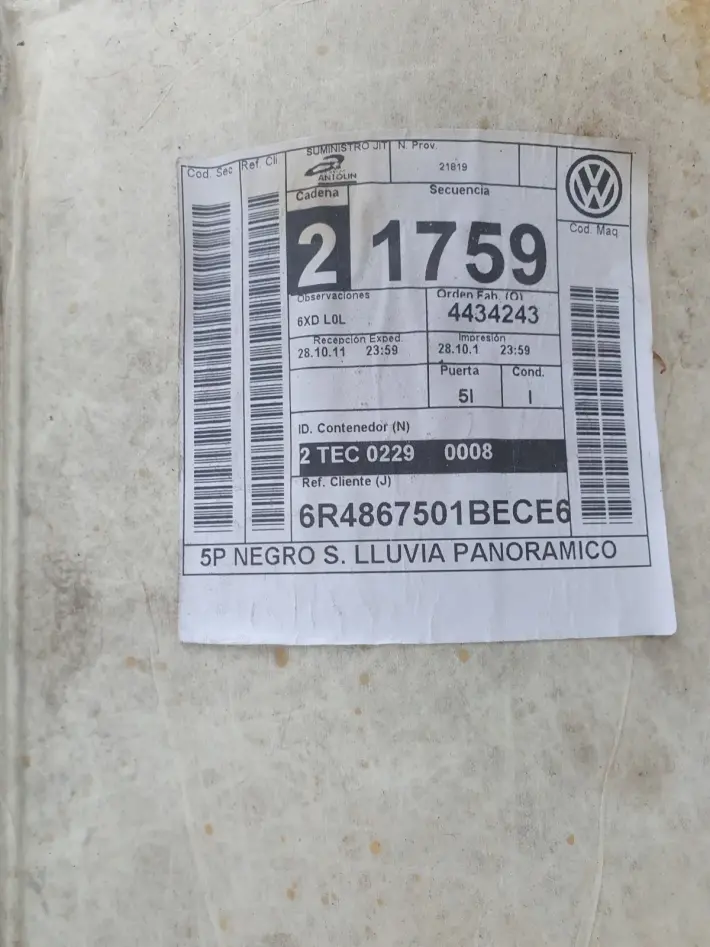 Cod. Sec
Ref. Cli
SUMINISTRO JIT
N. Prov.
21819
ANTOLIN
Cadena
Secuencia
2
1759
Cod. Maq
Observaciones
Orden Fab. (O)
6XD L0L
4434243
Recepción Exped.
Impresión
28.10.11 23:59
28.10.1 23:59
Puerta
Cond.
5I
I
ID. Contenedor (N)
2 TEC 0229 0008
Ref. Cliente (J)
6R4867501BECE6
5P NEGRO S. LLUVIA PANORAMICO